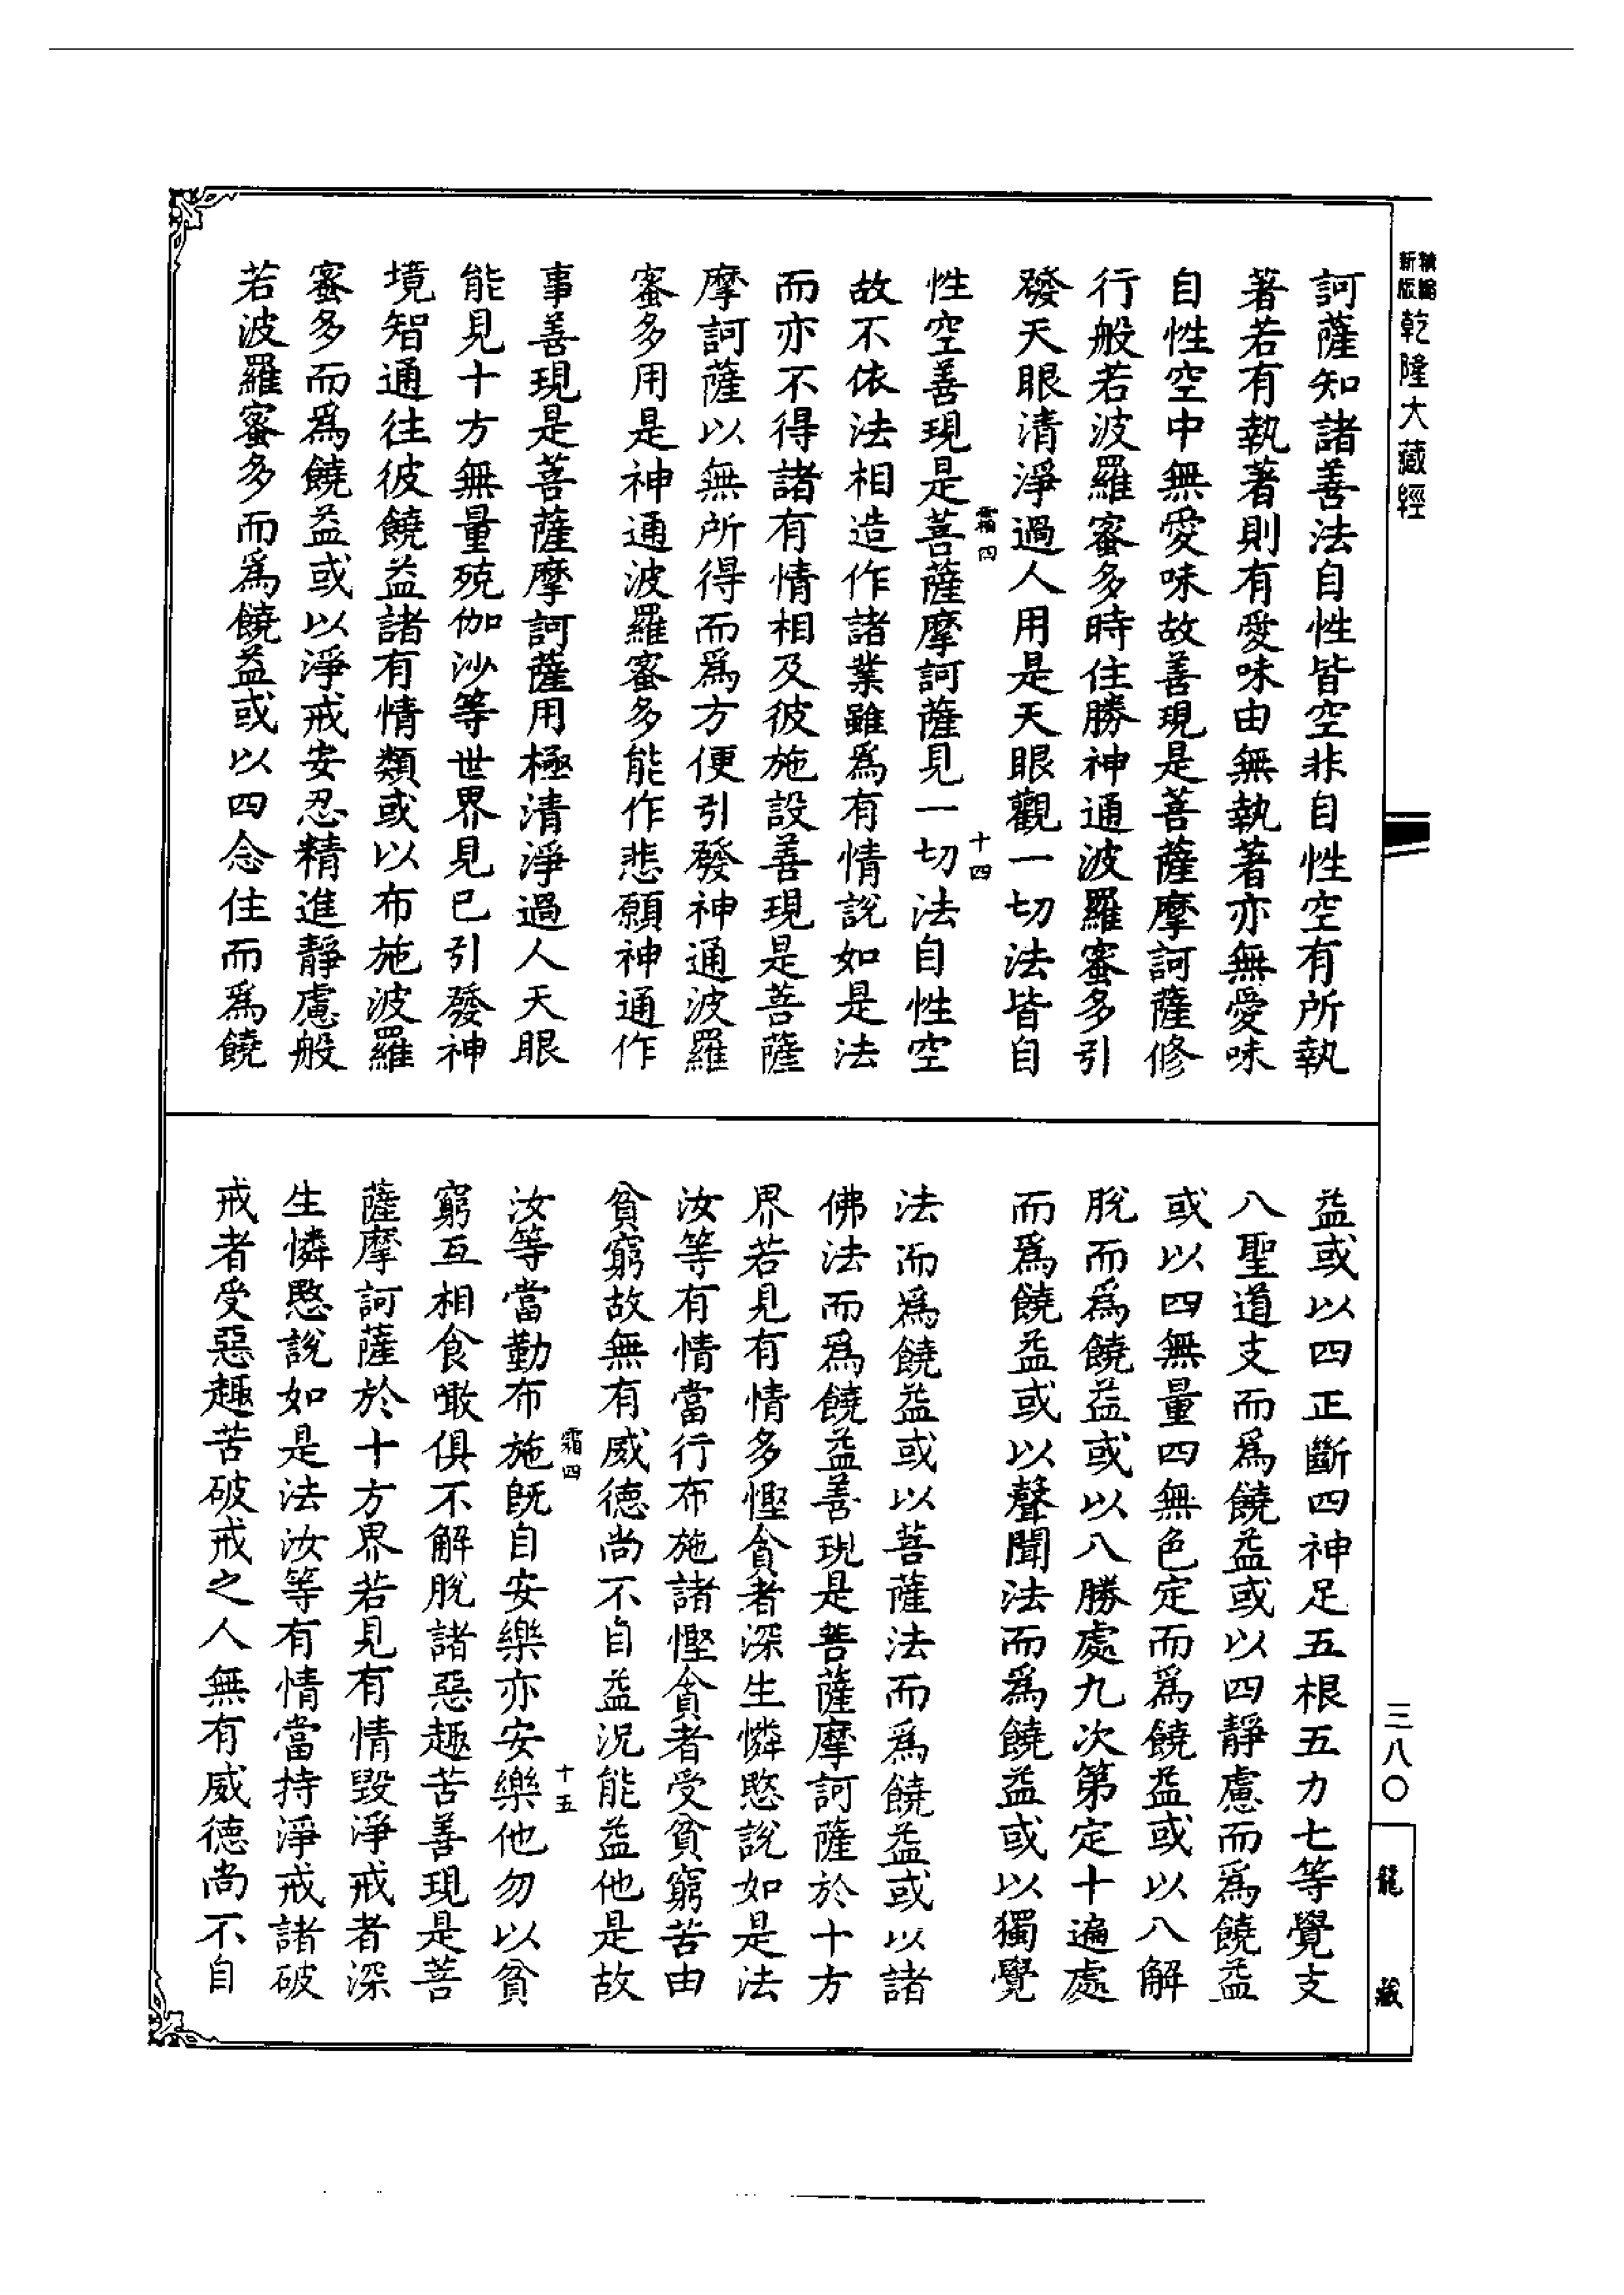 精縮新版乾隆大藏經
訶薩知諸善法自性皆空非自性空有所執
著若有執著則有愛味由無執著亦無愛味
自性空中無愛味故善現是菩薩摩訶薩修
行般若波羅蜜多時住勝神通波羅蜜多引
發天眼清淨過人用是天眼觀一切法皆自
霜四 十四
性空善現是菩薩摩訶薩見一切法自性空
故不依法相造作諸業雖爲有情說如是法
而亦不得諸有情相及彼施設善現是菩薩
摩訶薩以無所得而爲方便引發神通波羅
蜜多用是神通波羅蜜多能作悲願神通作
事善現是菩薩摩訶薩用極清淨過人天眼
能見十方無量殑伽沙等世界見已引發神
境智通往彼饒益諸有情類或以布施波羅
蜜多而爲饒益或以淨戒安忍精進靜慮般
若波羅蜜多而爲饒益或以四念住而爲饒
益或以四正斷四神足五根五力七等覺支
八聖道支而爲饒益或以四靜慮而爲饒益
或以四無量四無色定而爲饒益或以八解
脫而爲饒益或以八勝處九次第定十遍處
而爲饒益或以聲聞法而爲饒益或以獨覺
法而爲饒益或以菩薩法而爲饒益或以諸
佛法而爲饒益善現是菩薩摩訶薩於十方
界若見有情多慳貪者深生憐愍說如是法
汝等有情當行布施諸慳貪者受貧窮苦由
貧窮故無有威德尚不自益況能益他是故
霜四 十五
汝等當勤布施旣自安樂亦安樂他勿以貧
窮互相食噉俱不解脫諸惡趣苦善現是菩
薩摩訶薩於十方界若見有情毀淨戒者深
生憐愍說如是法汝等有情當持淨戒諸破
戒者受惡趣苦破戒之人無有威德尚不自
三八〇
龍藏